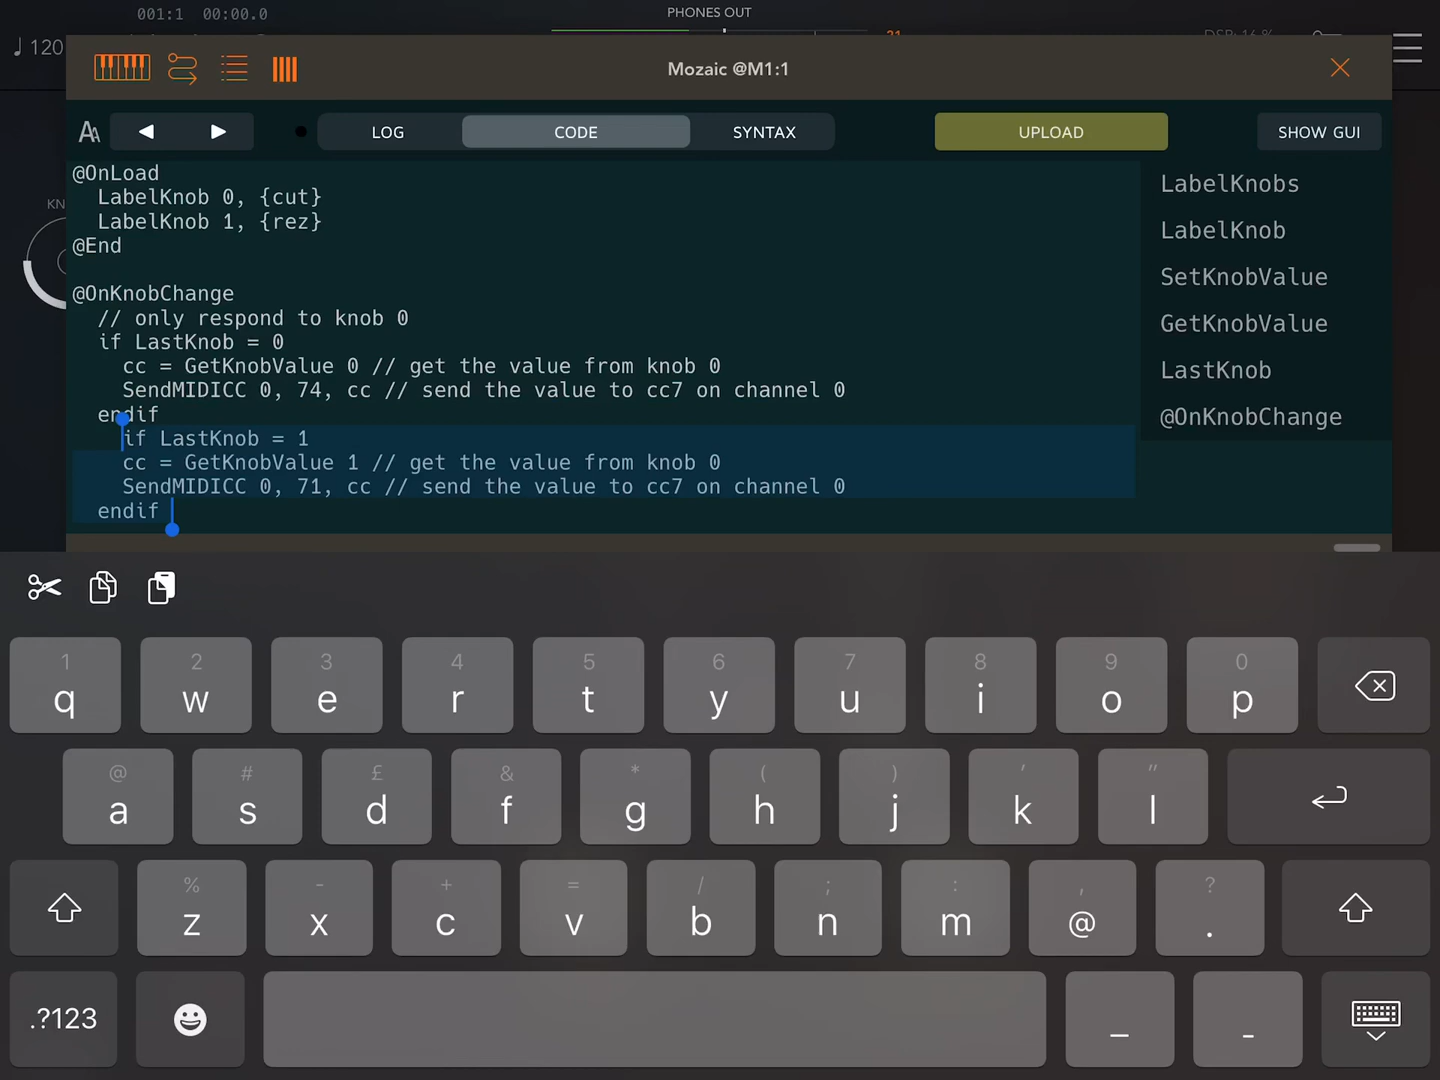 001:1 00:00.0
PHONES OUT
120
Mozaic @M1:1
AA
LOG
CODE
SYNTAX
UPLOAD
SHOW GUI
@OnLoad
LabelKnob 0, {cut}
LabelKnob 1, {rez}
@End
@OnKnobChange
// only respond to knob 0
if LastKnob = 0
cc = GetKnobValue 0 // get the value from knob 0
SendMIDICC 0, 74, cc // send the value to cc7 on channel 0
endif
if LastKnob = 1
cc = GetKnobValue 1 // get the value from knob 0
SendMIDICC 0, 71, cc // send the value to cc7 on channel 0
endif
LabelKnobs
LabelKnob
SetKnobValue
GetKnobValue
LastKnob
@OnKnobChange
KN
1 2 3 4 5 6 7 8 9 0
q w e r t y u i o p
@ # £ & * ( ) ' "
a s d f g h j k l
% - + = / ; : , ?
z x c v b n m @ .
.?123 _ -